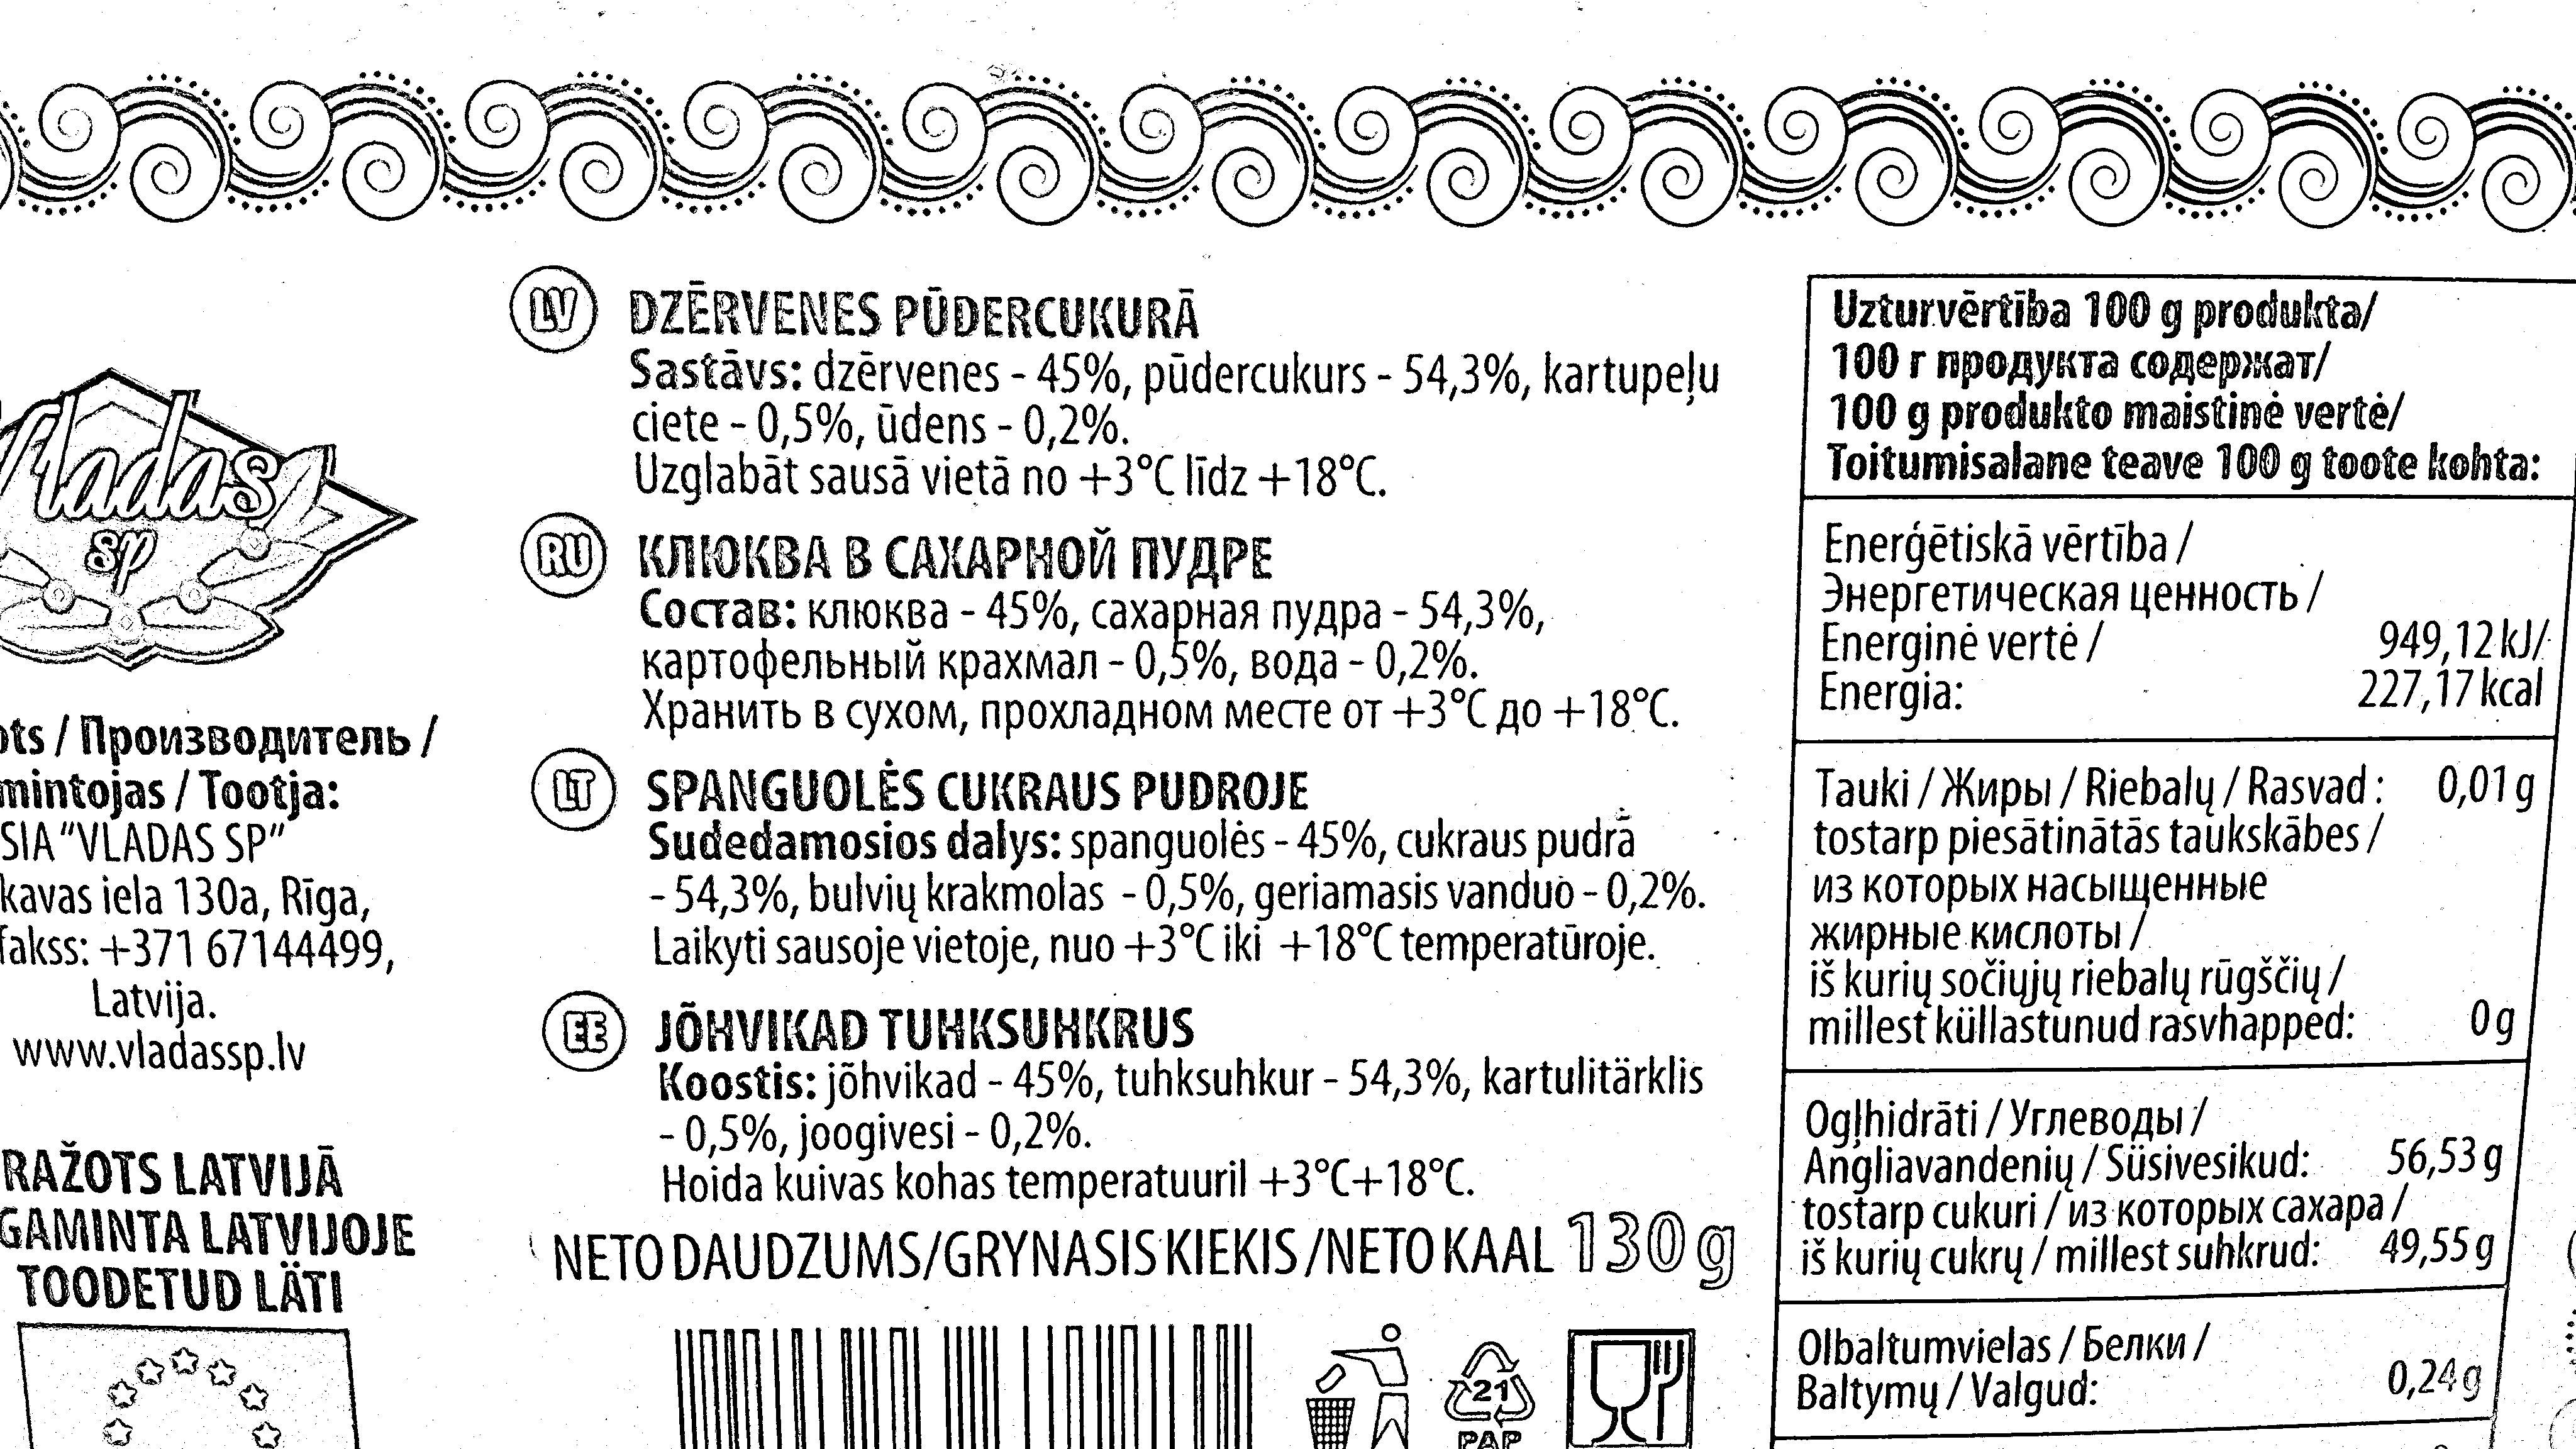 Vladas
sp
Производитель /
Tootja:
SIA "VLADAS SP"
iela 130a, Rīga,
+371 67144499,
Latvija.
www.vladassp.lv
RAŽOTS LATVIJĀ
GAMINTA LATVIJOJE
TOODETUD LÄTI
LV DZĒRVENES PŪDERCUKURĀ
Sastāvs: dzērvenes - 45%, pūdercukurs - 54,3%, kartupeļu
ciete - 0,5%, ūdens - 0,2%.
Uzglabāt sausā vietā no +3°C līdz +18°C.
RU КЛЮКВА В САХАРНОЙ ПУДРЕ
Состав: клюква - 45%, сахарная пудра - 54,3%,
картофельный крахмал - 0,5%, вода - 0,2%.
Хранить в сухом, прохладном месте от +3°C до +18°C.
LT SPANGUOLĖS CUKRAUS PUDROJE
Sudedamosios dalys: spanguolės - 45%, cukraus pudrā
- 54,3%, bulvių krakmolas - 0,5%, geriamasis vanduo - 0,2%.
Laikyti sausoje vietoje, nuo +3°C iki +18°C temperatūroje.
EE JÕHVIKAD TUHKSUHKRUS
Koostis: jõhvikad - 45%, tuhksuhkur - 54,3%, kartulitärklis
- 0,5%, joogivesi - 0,2%.
Hoida kuivas kohas temperatuuril +3°C+18°C.
NETO DAUDZUMS/GRYNASIS KIEKIS/NETO KAAL 130 g
21
PAP
Uzturvērtība 100 g produkta/
100 г продукта содержат/
100 g produkto maistinė vertė/
Toitumisalane teave 100 g toote kohta:
Enerģētiskā vērtība /
Энергетическая ценность /
Energinė vertė / 949,12 kJ/
Energia: 227,17 kcal
Tauki / Жиры / Riebalų / Rasvad : 0,01 g
tostarp piesātinātās taukskābes /
из которых насыщенные
жирные кислоты /
iš kurių sočiųjų riebalų rūgščių /
millest küllastunud rasvhapped: 0 g
Ogļhidrāti / Углеводы /
Angliavandenių / Süsivesikud: 56,53 g
tostarp cukuri / из которых сахара /
iš kurių cukrų / millest suhkrud: 49,55 g
Olbaltumvielas / Белки /
Baltymų / Valgud: 0,24 g